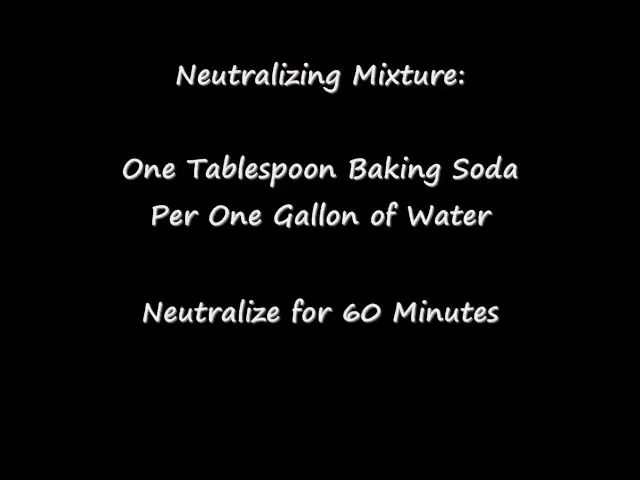 Neutralizing Mixture:
One Tablespoon Baking Soda
Per One Gallon of Water
Neutralize for 60 Minutes